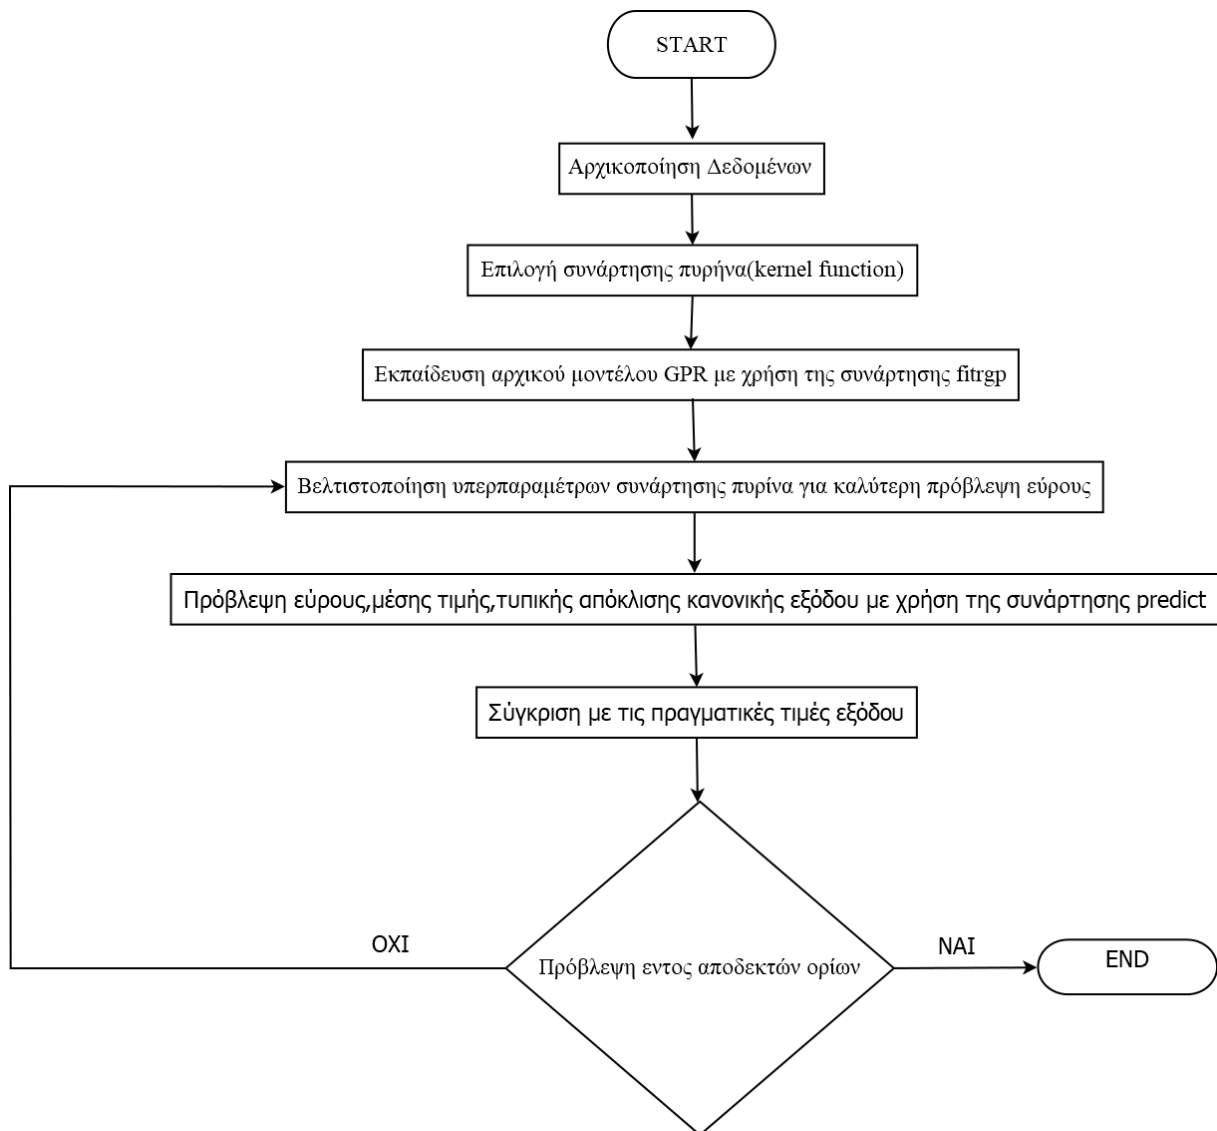 START
Αρχικοποίηση Δεδομένων
Επιλογή συνάρτησης πυρήνα(kernel function)
Εκπαίδευση αρχικού μοντέλου GPR με χρήση της συνάρτησης fitrgp
Βελτιστοποίηση υπερπαραμέτρων συνάρτησης πυρίνα για καλύτερη πρόβλεψη εύρους
Πρόβλεψη εύρους,μέσης τιμής,τυπικής απόκλισης κανονικής εξόδου με χρήση της συνάρτησης predict
Σύγκριση με τις πραγματικές τιμές εξόδου
ΟΧΙ
Πρόβλεψη εντος αποδεκτών ορίων
ΝΑΙ
END